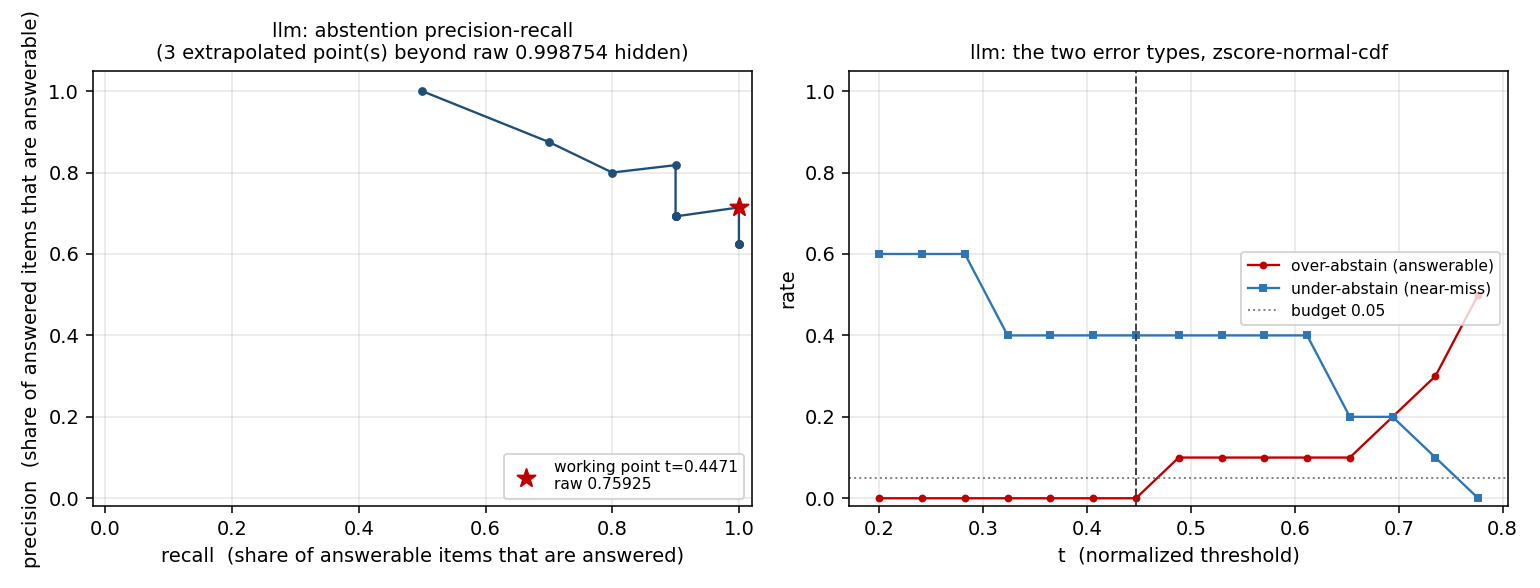 llm: abstention precision-recall
(3 extrapolated point(s) beyond raw 0.998754 hidden)
precision  (share of answered items that are answerable)
1.0
0.8
0.6
0.4
0.2
0.0
working point t=0.4471
raw 0.75925
0.0 0.2 0.4 0.6 0.8 1.0
recall  (share of answerable items that are answered)
llm: the two error types, zscore-normal-cdf
rate
1.0
0.8
0.6
0.4
0.2
0.0
over-abstain (answerable)
under-abstain (near-miss)
budget 0.05
0.2 0.3 0.4 0.5 0.6 0.7 0.8
t  (normalized threshold)